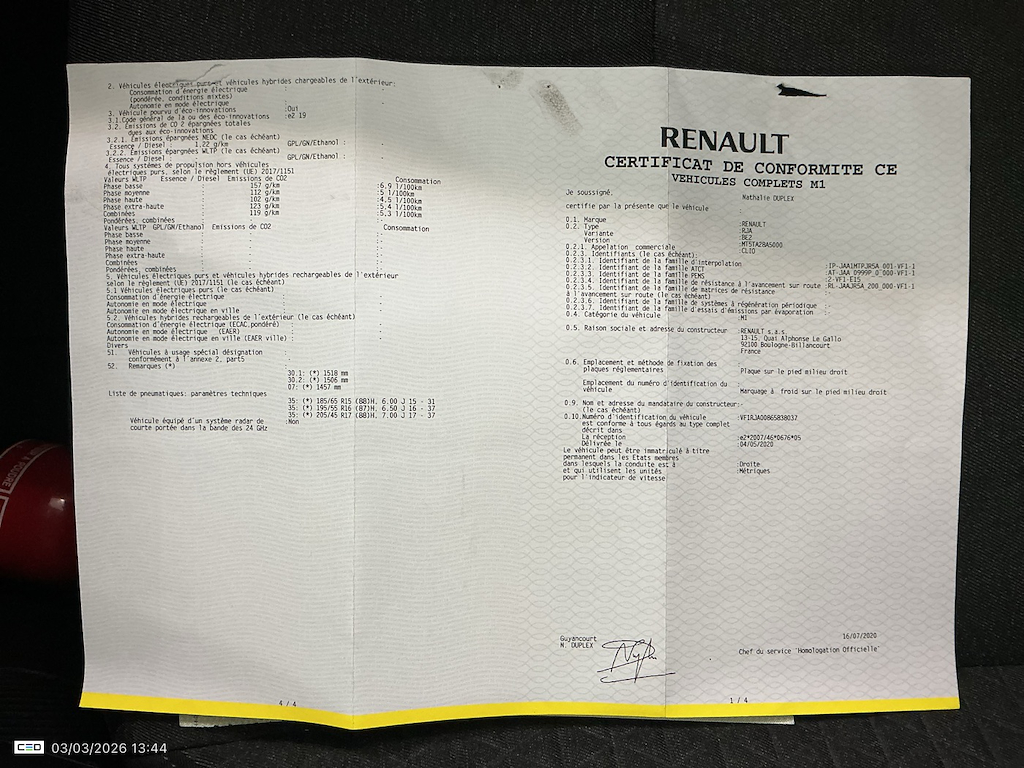 2. Véhicules électriques purs et véhicules hybrides chargeables de l'extérieur:
Consommation d'énergie électrique :
(pondérée, conditions mixtes)
Autonomie en mode électrique :
3. Véhicule pourvu d'éco-innovations :Oui
3.1.Code général de la ou des éco-innovations :e2 19
3.2. Emissions de CO 2 épargnées totales
dues aux éco-innovations
3.2.1. Emissions épargnées NEDC (le cas échéant)
Essence / Diesel : 1.22 g/km GPL/GN/Ethanol :
3.2.2. Emissions épargnées WLTP (le cas échéant)
Essence / Diesel : GPL/GN/Ethanol :
4. Tous systèmes de propulsion hors véhicules
électriques purs, selon le règlement (UE) 2017/1151
Valeurs WLTP Essence / Diesel Emissions de CO2 Consommation
Phase basse : 157 g/km :6.9 l/100km
Phase moyenne : 112 g/km :5 l/100km
Phase haute : 102 g/km :4.5 l/100km
Phase extra-haute : 123 g/km :5.4 l/100km
Combinées : 119 g/km :5.3 l/100km
Pondérées, combinées :
Valeurs WLTP GPL/GN/Ethanol Emissions de CO2 Consommation
Phase basse :
Phase moyenne :
Phase haute :
Phase extra-haute :
Combinées :
Pondérées, combinées :
5. Véhicules électriques purs et véhicules hybrides rechargeables de l'extérieur
selon le règlement (UE) 2017/1151 (le cas échéant)
5.1 Véhicules électriques purs (le cas échéant)
Consommation d'énergie électrique :
Autonomie en mode électrique :
Autonomie en mode électrique en ville :
5.2. Véhicules hybrides rechargeables de l'extérieur (le cas échéant)
Consommation d'énergie électrique (ECAC,pondéré) :
Autonomie en mode électrique (EAER) :
Autonomie en mode électrique en ville (EAER ville) :
Divers
51. Véhicules à usage spécial désignation :
conformément à l'annexe 2, part5
52. Remarques (*) :
30.1: (*) 1518 mm
30.2: (*) 1506 mm
07: (*) 1457 mm
Liste de pneumatiques: paramètres techniques
35: (*) 185/65 R15 (88)H, 6.00 J 15 - 31
35: (*) 195/55 R16 (87)H, 6.50 J 16 - 37
35: (*) 205/45 R17 (88)H, 7.00 J 17 - 37
Véhicule équipé d'un système radar de :Non
courte portée dans la bande des 24 GHz
4 / 4
RENAULT
CERTIFICAT DE CONFORMITE CE
VEHICULES COMPLETS M1
Je soussigné, Nathalie DUPLEX
certifie par la présente que le véhicule :
0.1. Marque :RENAULT
0.2. Type :RJA
Variante :BE2
Version :MT5TA2BA5000
0.2.1. Appelation commerciale :CLIO
0.2.3. Identifiants (le cas échéant):
0.2.3.1. Identifiant de la famille d'interpolation :IP-JAA1MTPJR5A_001-VF1-1
0.2.3.2. Identifiant de la famille ATCT :AT-JAA_D999P_0_000-VF1-1
0.2.3.3. Identifiant de la famille PEMS :2-VF1-E15
0.2.3.4. Identifiant de la famille de résistance à l'avancement sur route :RL-JAAJR5A_200_000-VF1-1
0.2.3.5. Identifiant de la famille de matrices de résistance
à l'avancement sur route (le cas échéant) :
0.2.3.6. Identifiant de la famille de systèmes à régénération périodique :-
0.2.3.7. Identifiant de la famille d'essais d'émissions par évaporation :
0.4. Catégorie du véhicule :M1
0.5. Raison sociale et adresse du constructeur :RENAULT s.a.s.
13-15, Quai Alphonse Le Gallo
92100 Boulogne-Billancourt
France
0.6. Emplacement et méthode de fixation des
plaques réglementaires :Plaque sur le pied milieu droit
Emplacement du numéro d'identification du :
véhicule Marquage à froid sur le pied milieu droit
0.9. Nom et adresse du mandataire du constructeur:
(le cas échéant)
0.10.Numéro d'identification du véhicule :VF1RJA00865838037
est conforme à tous égards au type complet
décrit dans
La réception :e2*2007/46*0676*05
Délivrée le :04/05/2020
Le véhicule peut être immatriculé à titre
permanent dans les Etats membres
dans lesquels la conduite est à :Droite
et qui utilisent les unités :Métriques
pour l'indicateur de vitesse
Guyancourt 16/07/2020
N. DUPLEX Chef du service "Homologation Officielle"
1 / 4
03/03/2026 13:44